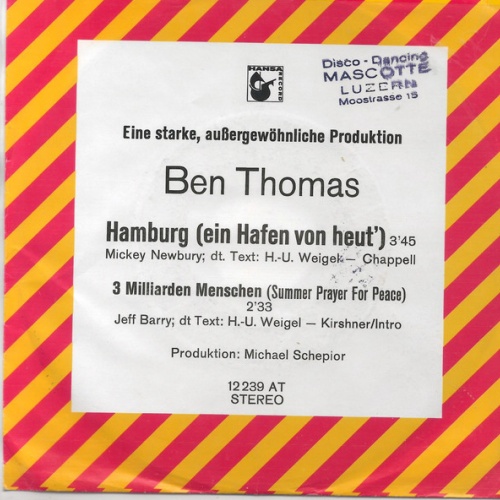 HANSA
RECORD
Disco - Dancing
MASCOTTE
LUZERN
Moosstrasse 15
Eine starke, außergewöhnliche Produktion
Ben Thomas
Hamburg (ein Hafen von heut') 3'45
Mickey Newbury; dt. Text: H.-U. Weigel – Chappell
3 Milliarden Menschen (Summer Prayer For Peace)
2'33
Jeff Barry; dt Text: H.-U. Weigel – Kirshner/Intro
Produktion: Michael Schepior
12 239 AT
STEREO